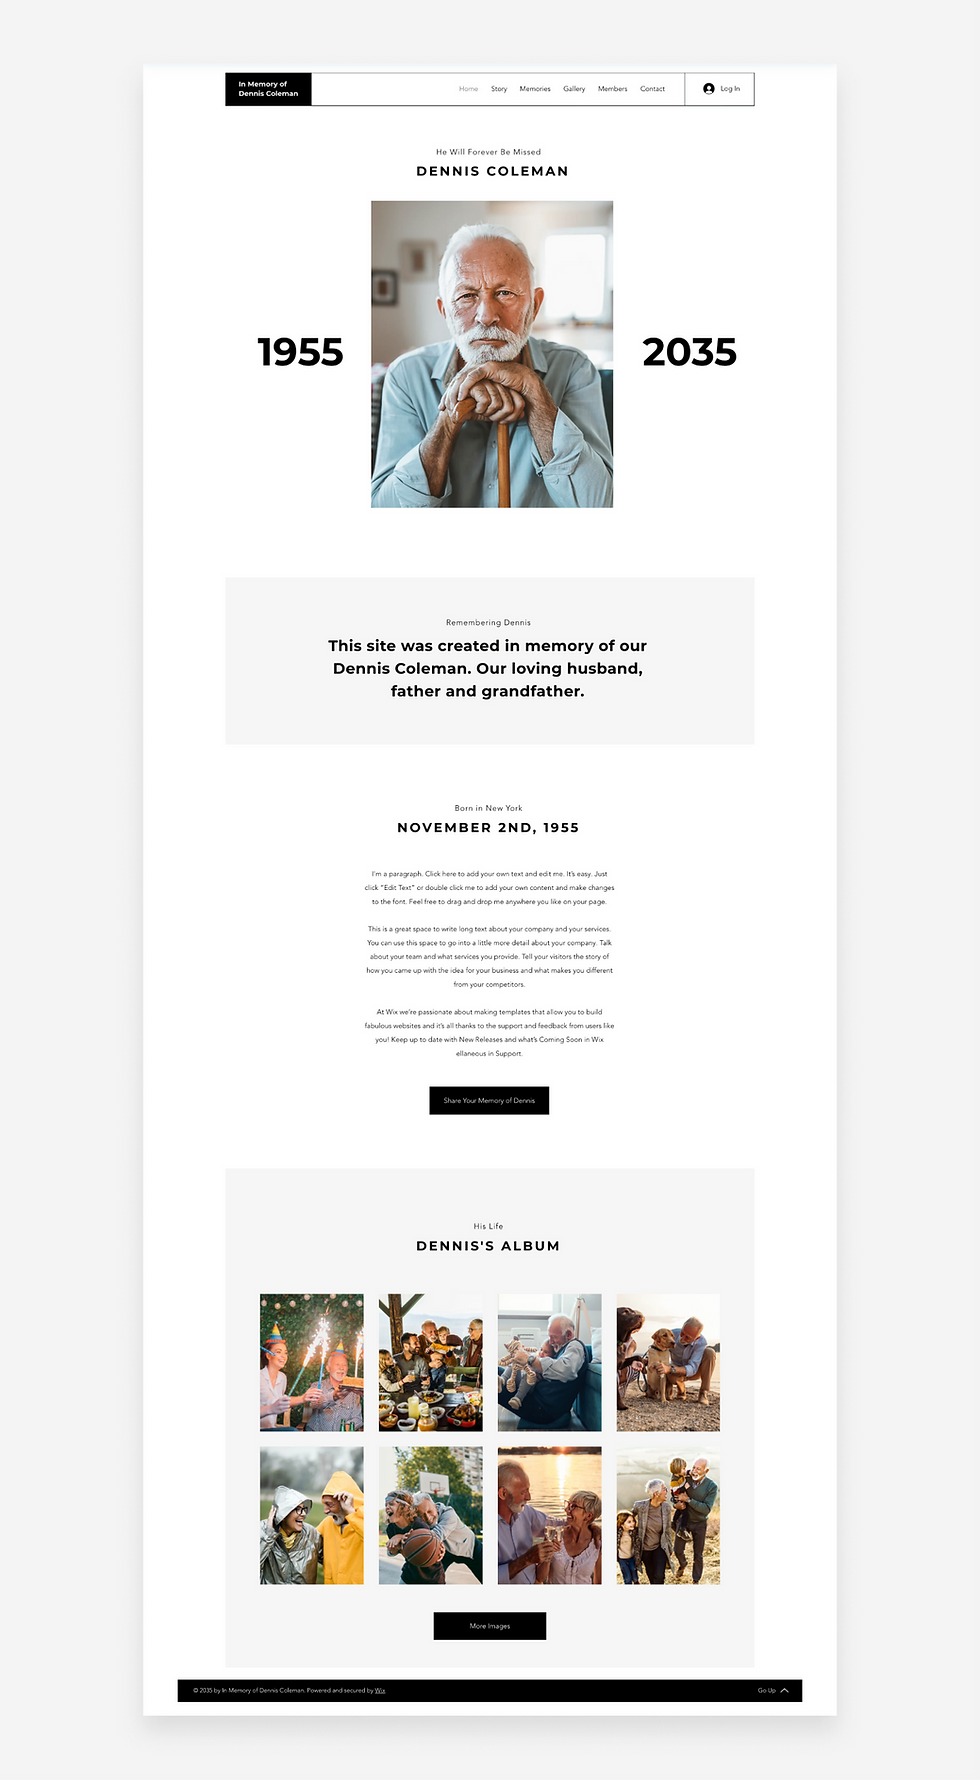 In Memory of
Dennis Coleman
Home Story Memories Gallery Members Contact Log In
He Will Forever Be Missed
DENNIS COLEMAN
1955 2035
Remembering Dennis
This site was created in memory of our
Dennis Coleman. Our loving husband,
father and grandfather.
Born in New York
NOVEMBER 2ND, 1955
I'm a paragraph. Click here to add your own text and edit me. It's easy. Just
click “Edit Text” or double click me to add your own content and make changes
to the font. Feel free to drag and drop me anywhere you like on your page.
This is a great space to write long text about your company and your services.
You can use this space to go into a little more detail about your company. Talk
about your team and what services you provide. Tell your visitors the story of
how you came up with the idea for your business and what makes you different
from your competitors.
At Wix we're passionate about making templates that allow you to build
fabulous websites and it's all thanks to the support and feedback from users like
you! Keep up to date with New Releases and what's Coming Soon in Wix
ellaneous in Support.
Share Your Memory of Dennis
His Life
DENNIS'S ALBUM
More Images
© 2035 by In Memory of Dennis Coleman. Powered and secured by Wix Go Up